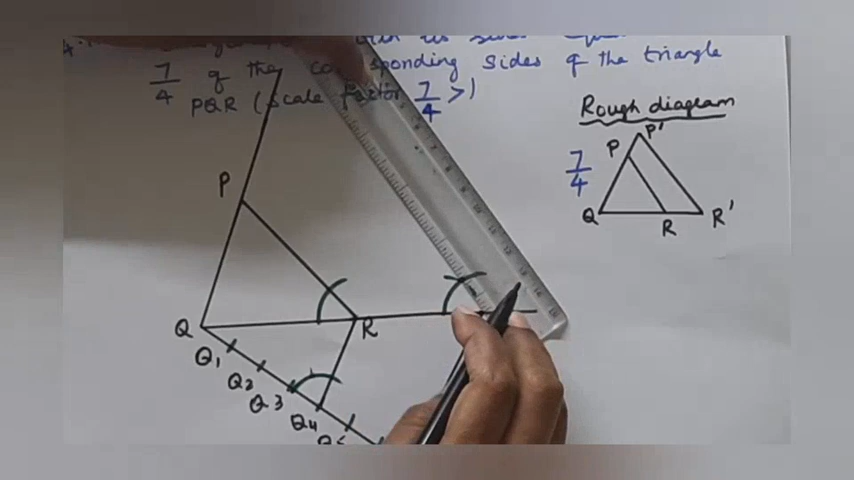 7/4 of the sponding sides of the triangle
PQR (scale factor 7/4 >1)
Rough diagram
P'
P
7/4
Q
R
R'
P
Q
R
Q1
Q2
Q3
Q4